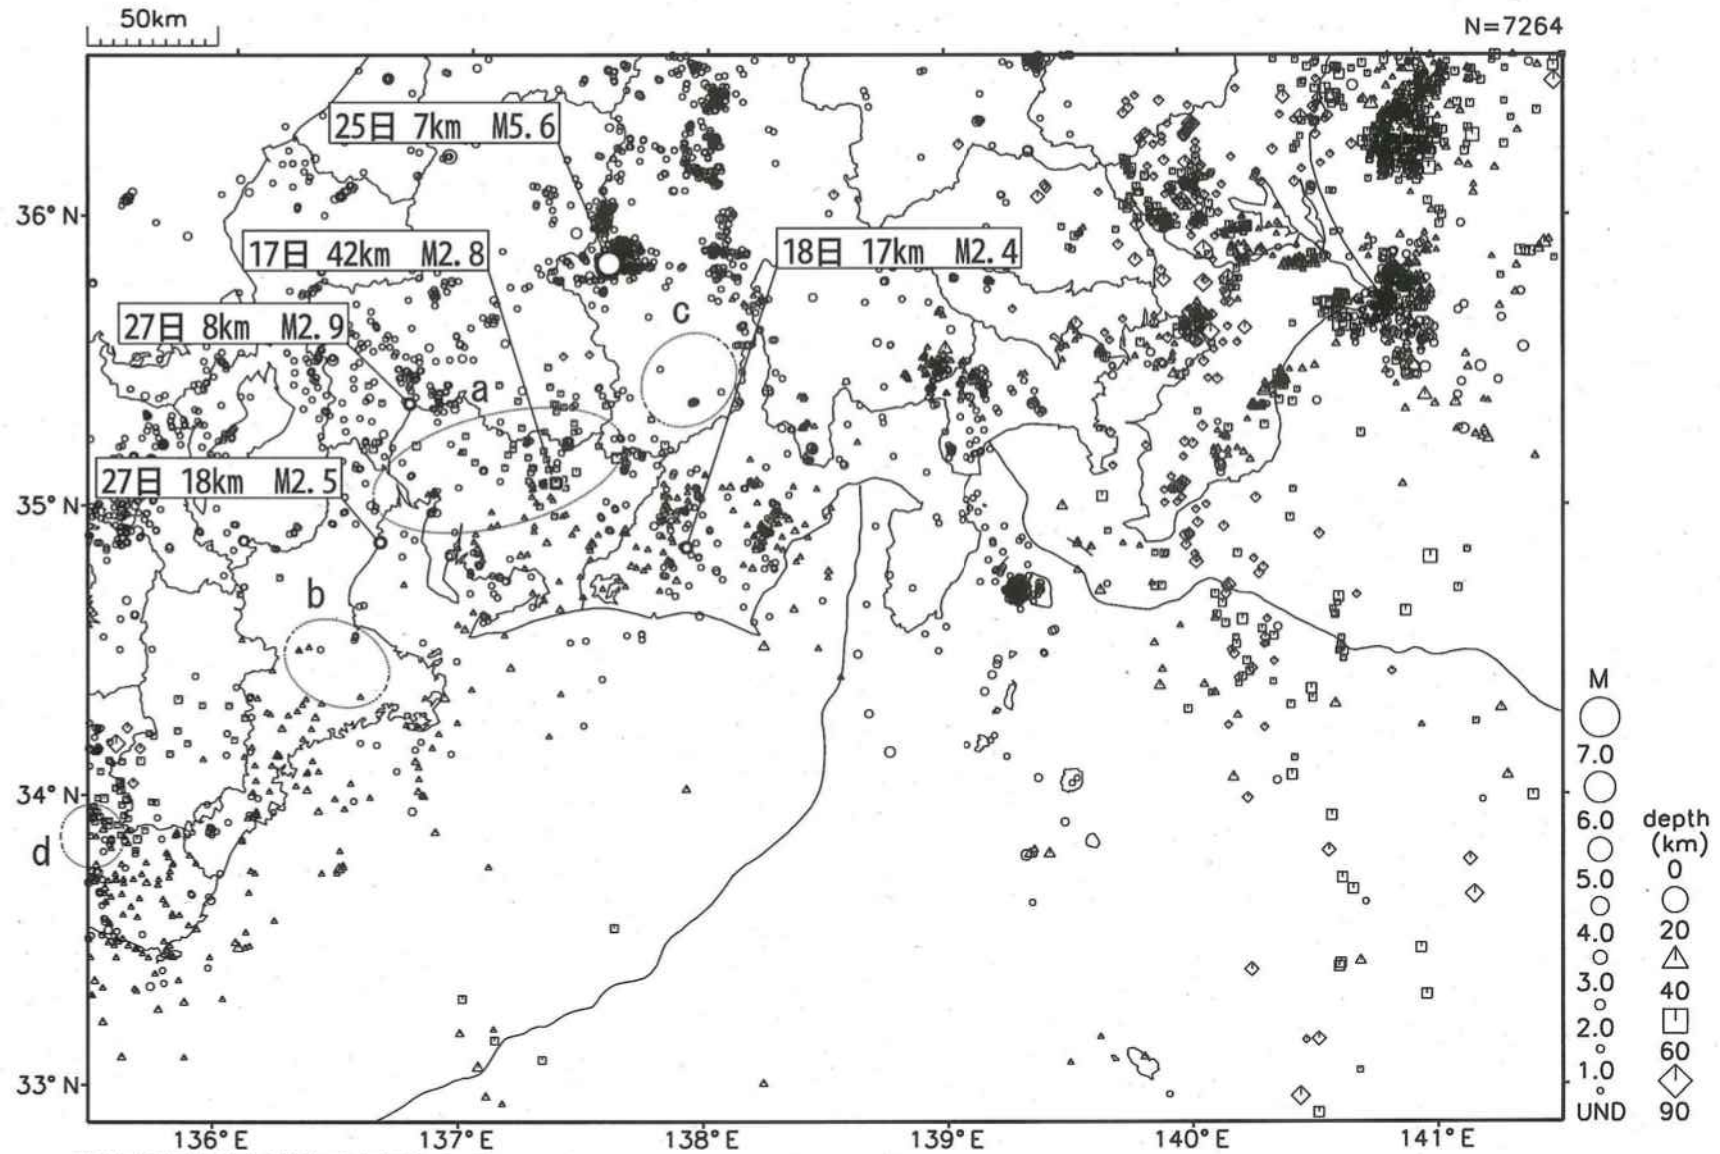 50km
N=7264
25日 7km M5.6
36°N
17日 42km M2.8
18日 17km M2.4
27日 8km M2.9
c
a
27日 18km M2.5
35°N
b
M
7.0
34°N
6.0
depth
(km)
d
0
5.0
20
4.0
40
3.0
2.0
60
1.0
33°N
UND
90
136°E
137°E
138°E
139°E
140°E
141°E